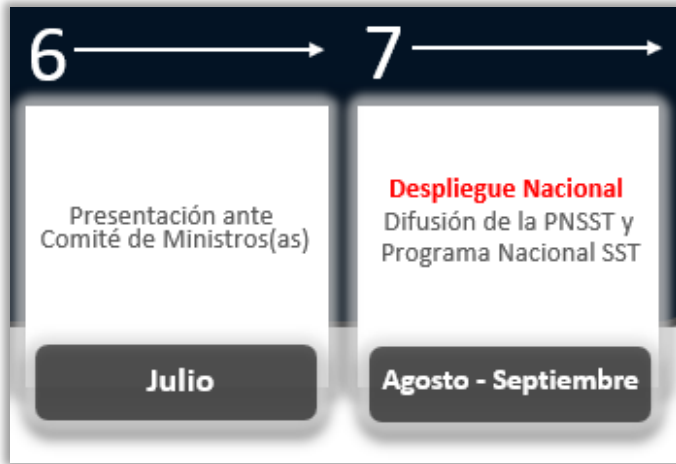 6
Presentación ante
Comité de Ministros(as)
Julio
7
Despliegue Nacional
Difusión de la PNSST y
Programa Nacional SST
Agosto - Septiembre